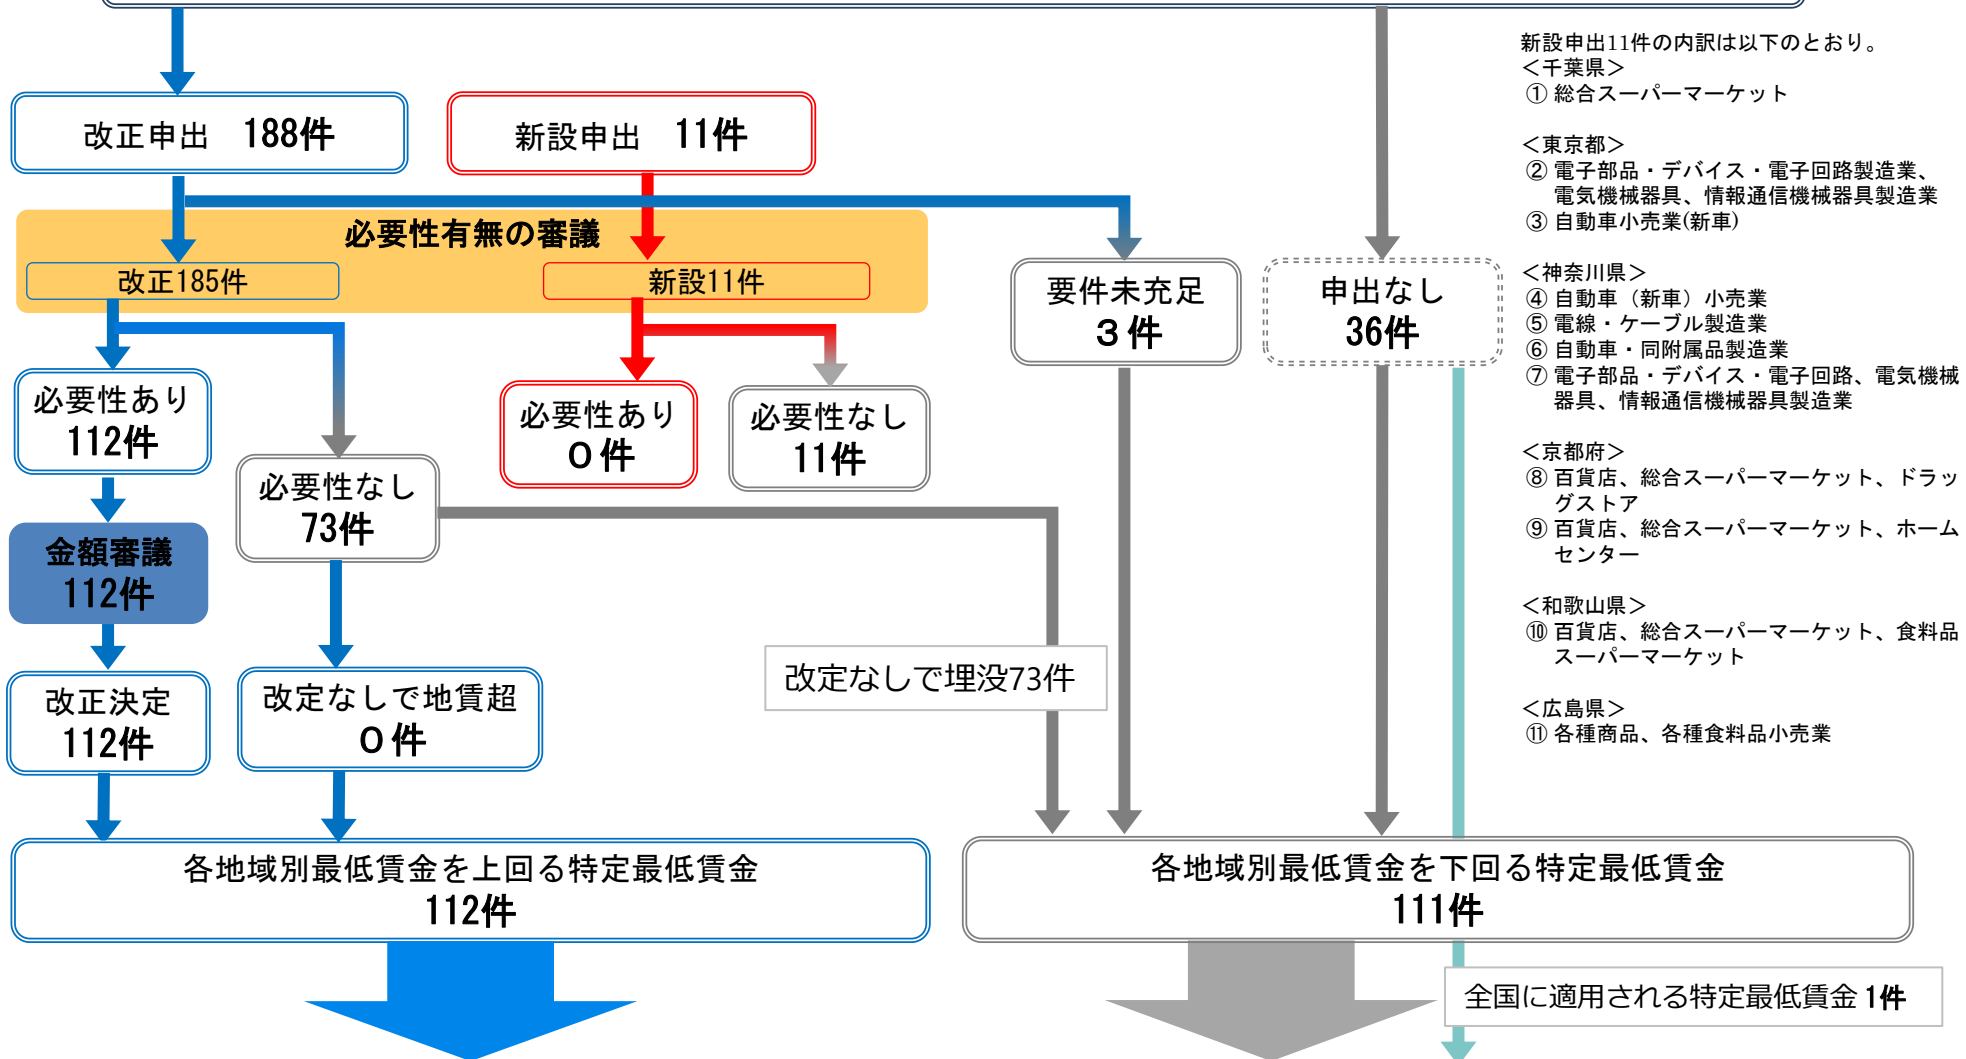 改正申出 188件
新設申出 11件
必要性有無の審議
改正185件
新設11件
要件未充足
３件
申出なし
36件
必要性あり
112件
必要性なし
73件
必要性あり
０件
必要性なし
11件
金額審議
112件
改正決定
112件
改定なしで地賃超
０件
改定なしで埋没73件
各地域別最低賃金を上回る特定最低賃金
112件
各地域別最低賃金を下回る特定最低賃金
111件
全国に適用される特定最低賃金 1件
新設申出11件の内訳は以下のとおり。
＜千葉県＞
① 総合スーパーマーケット
＜東京都＞
② 電子部品・デバイス・電子回路製造業、
電気機械器具、情報通信機械器具製造業
③ 自動車小売業(新車)
＜神奈川県＞
④ 自動車（新車）小売業
⑤ 電線・ケーブル製造業
⑥ 自動車・同附属品製造業
⑦ 電子部品・デバイス・電子回路、電気機械
器具、情報通信機械器具製造業
＜京都府＞
⑧ 百貨店、総合スーパーマーケット、ドラッ
グストア
⑨ 百貨店、総合スーパーマーケット、ホーム
センター
＜和歌山県＞
⑩ 百貨店、総合スーパーマーケット、食料品
スーパーマーケット
＜広島県＞
⑪ 各種商品、各種食料品小売業